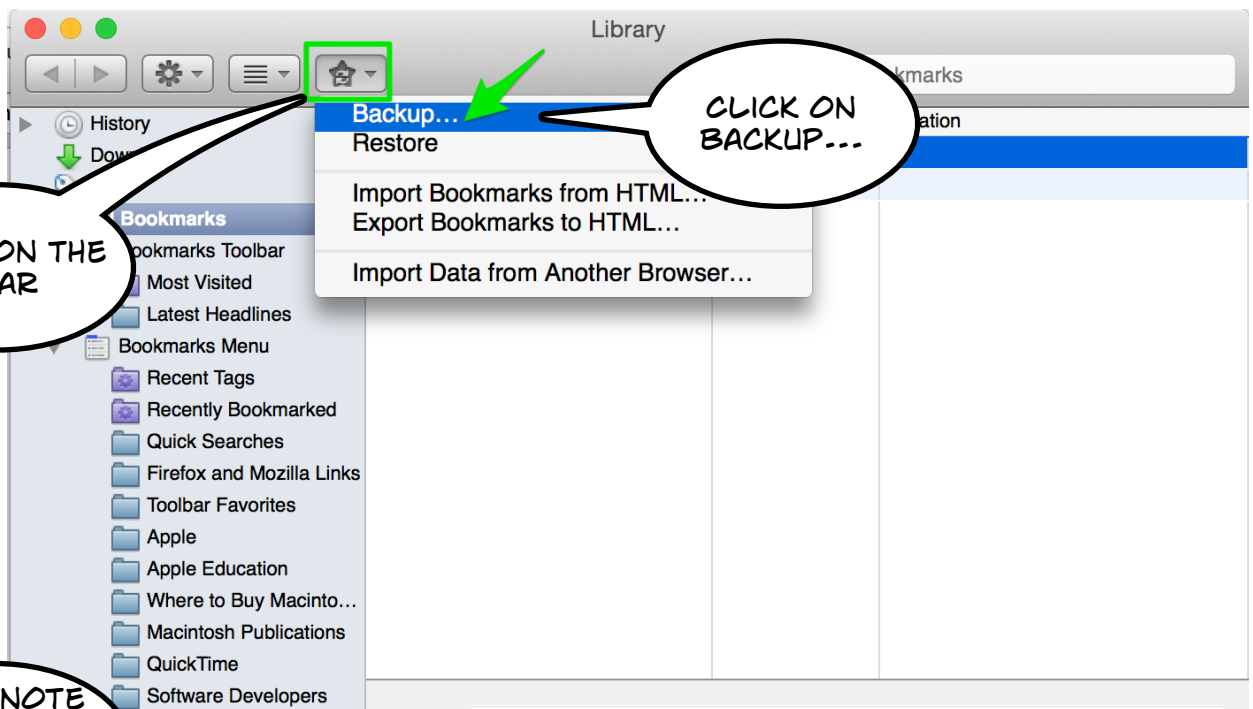 Library
kmarks
CLICK ON
BACKUP...
Backup…
Restore
Import Bookmarks from HTML…
Export Bookmarks to HTML…
Import Data from Another Browser…
ation
History
Dow
Bookmarks
ON THE
AR
ookmarks Toolbar
Most Visited
Latest Headlines
Bookmarks Menu
Recent Tags
Recently Bookmarked
Quick Searches
Firefox and Mozilla Links
Toolbar Favorites
Apple
Apple Education
Where to Buy Macinto…
Macintosh Publications
QuickTime
Software Developers
NOTE